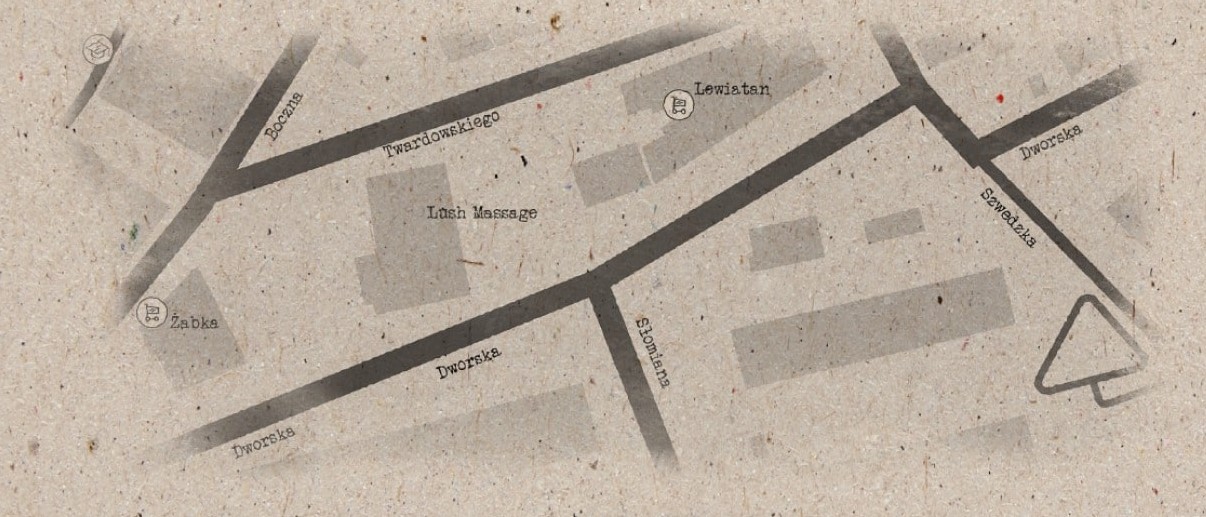 Lewiatan
Boczna
Twardowskiego
Dworska
Lush Massage
Szwedzka
Żabka
Słomiana
Dworska
Dworska